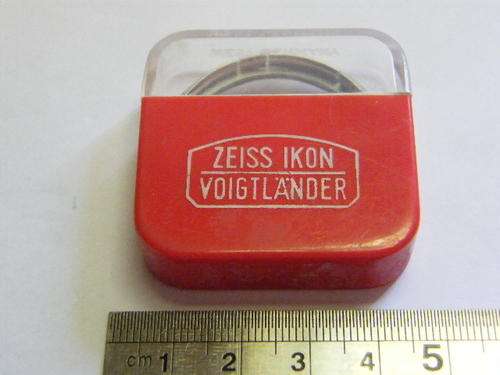 ZEISS IKON
VOIGTLÄNDER
cm 1 2 3 4 5